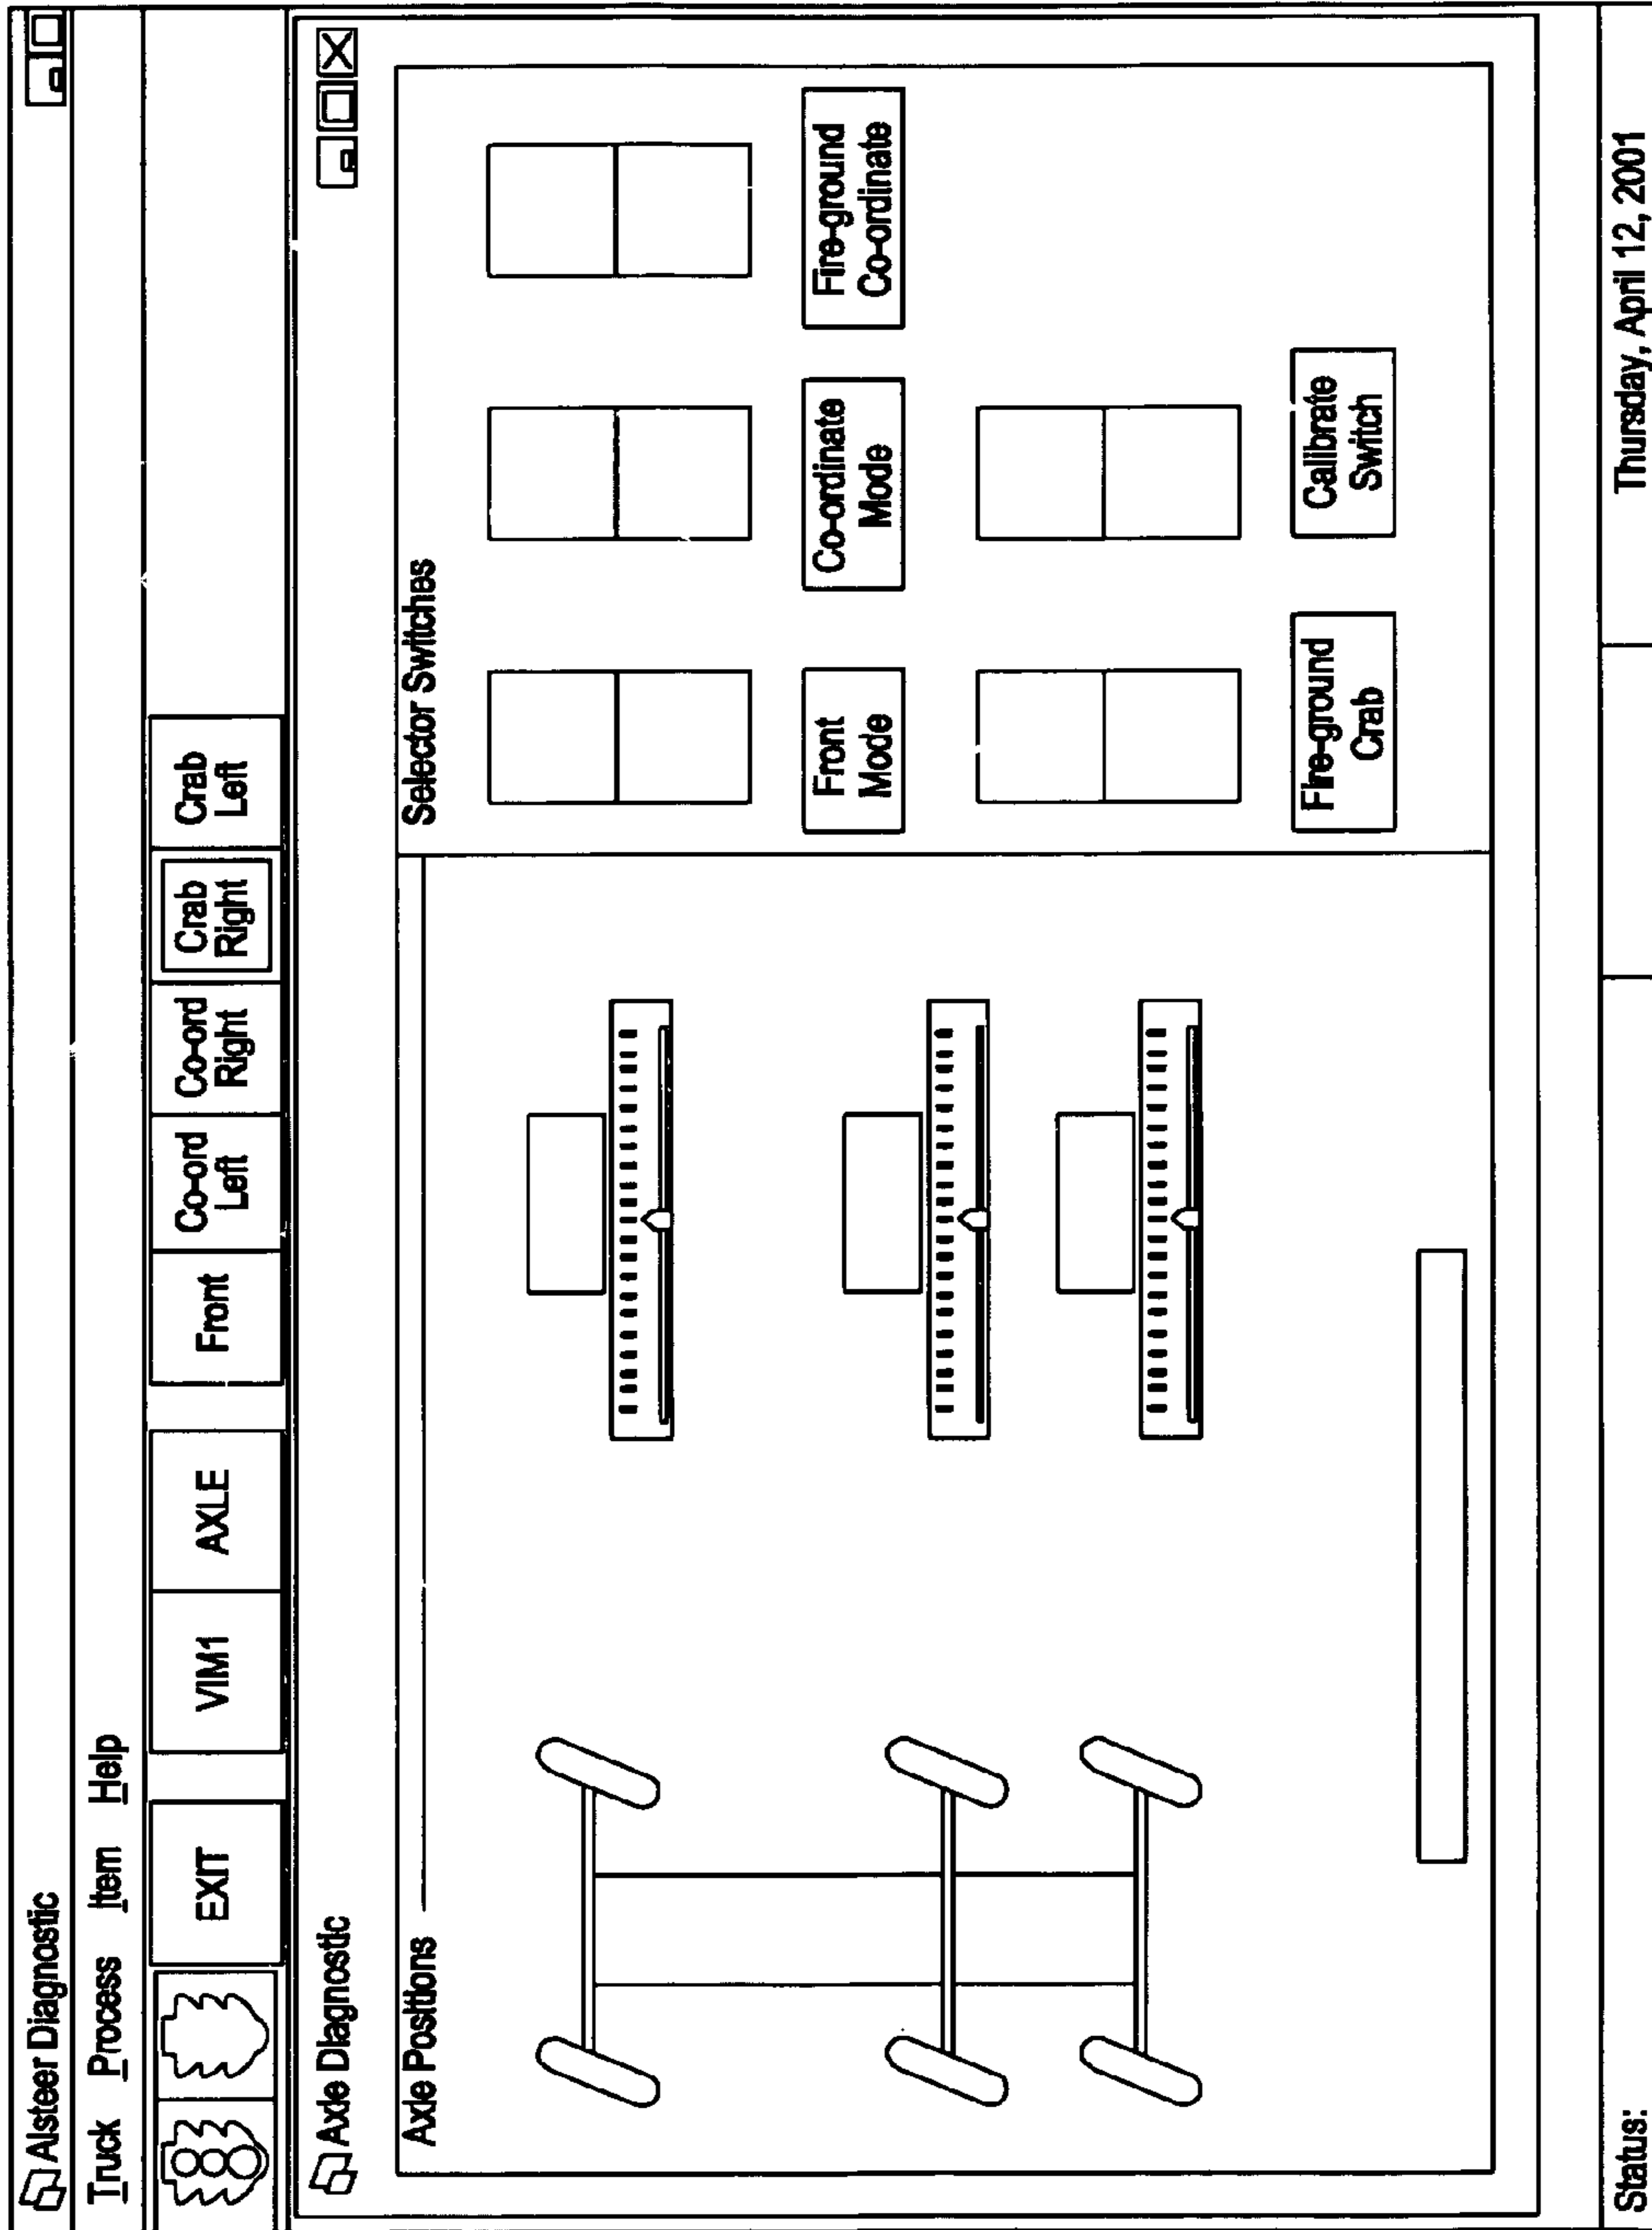 Alsteer Diagnostic
Truck Process Item Help
EXIT VIM1 AXLE Front Co-ord Left Co-ord Right Crab Right Crab Left
Axle Diagnostic
Axle Positions
Selector Switches
Front
Mode
Co-ordinate
Mode
Fire-ground
Co-ordinate
Fire-ground
Crab
Calibrate
Switch
Status:
Thursday, April 12, 2001